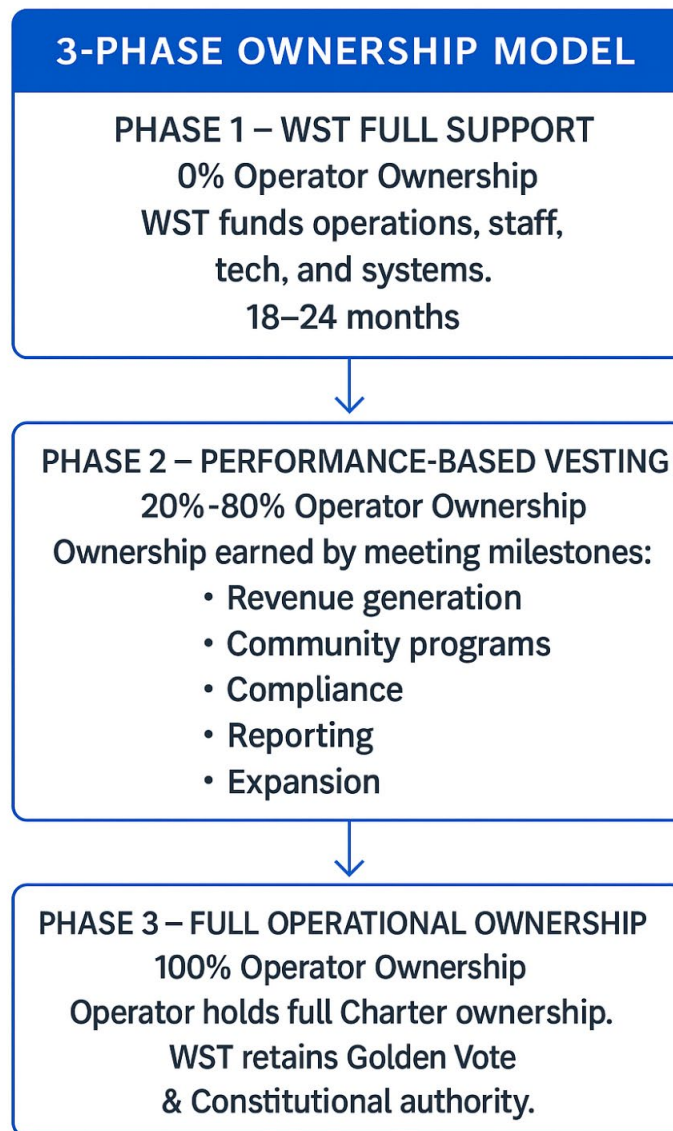 3-PHASE OWNERSHIP MODEL
PHASE 1 – WST FULL SUPPORT
0% Operator Ownership
WST funds operations, staff,
tech, and systems.
18–24 months
PHASE 2 – PERFORMANCE-BASED VESTING
20%-80% Operator Ownership
Ownership earned by meeting milestones:
• Revenue generation
• Community programs
• Compliance
• Reporting
• Expansion
PHASE 3 – FULL OPERATIONAL OWNERSHIP
100% Operator Ownership
Operator holds full Charter ownership.
WST retains Golden Vote
& Constitutional authority.